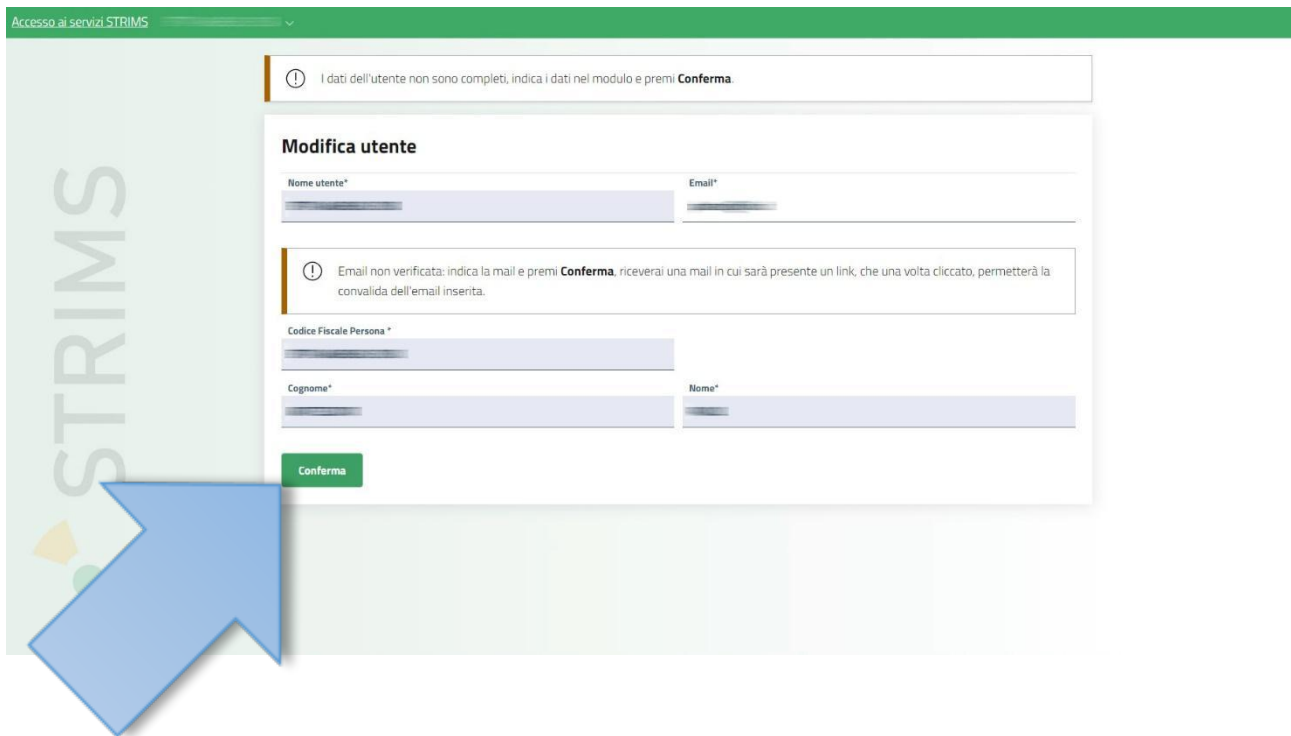 Accesso ai servizi STRIMS
I dati dell'utente non sono completi, indica i dati nel modulo e premi Conferma.
Modifica utente
Nome utente*
Email*
Email non verificata: indica la mail e premi Conferma, riceverai una mail in cui sarà presente un link, che una volta cliccato, permetterà la
convalida dell'email inserita.
Codice Fiscale Persona *
Cognome*
Nome*
Conferma
STRIMS